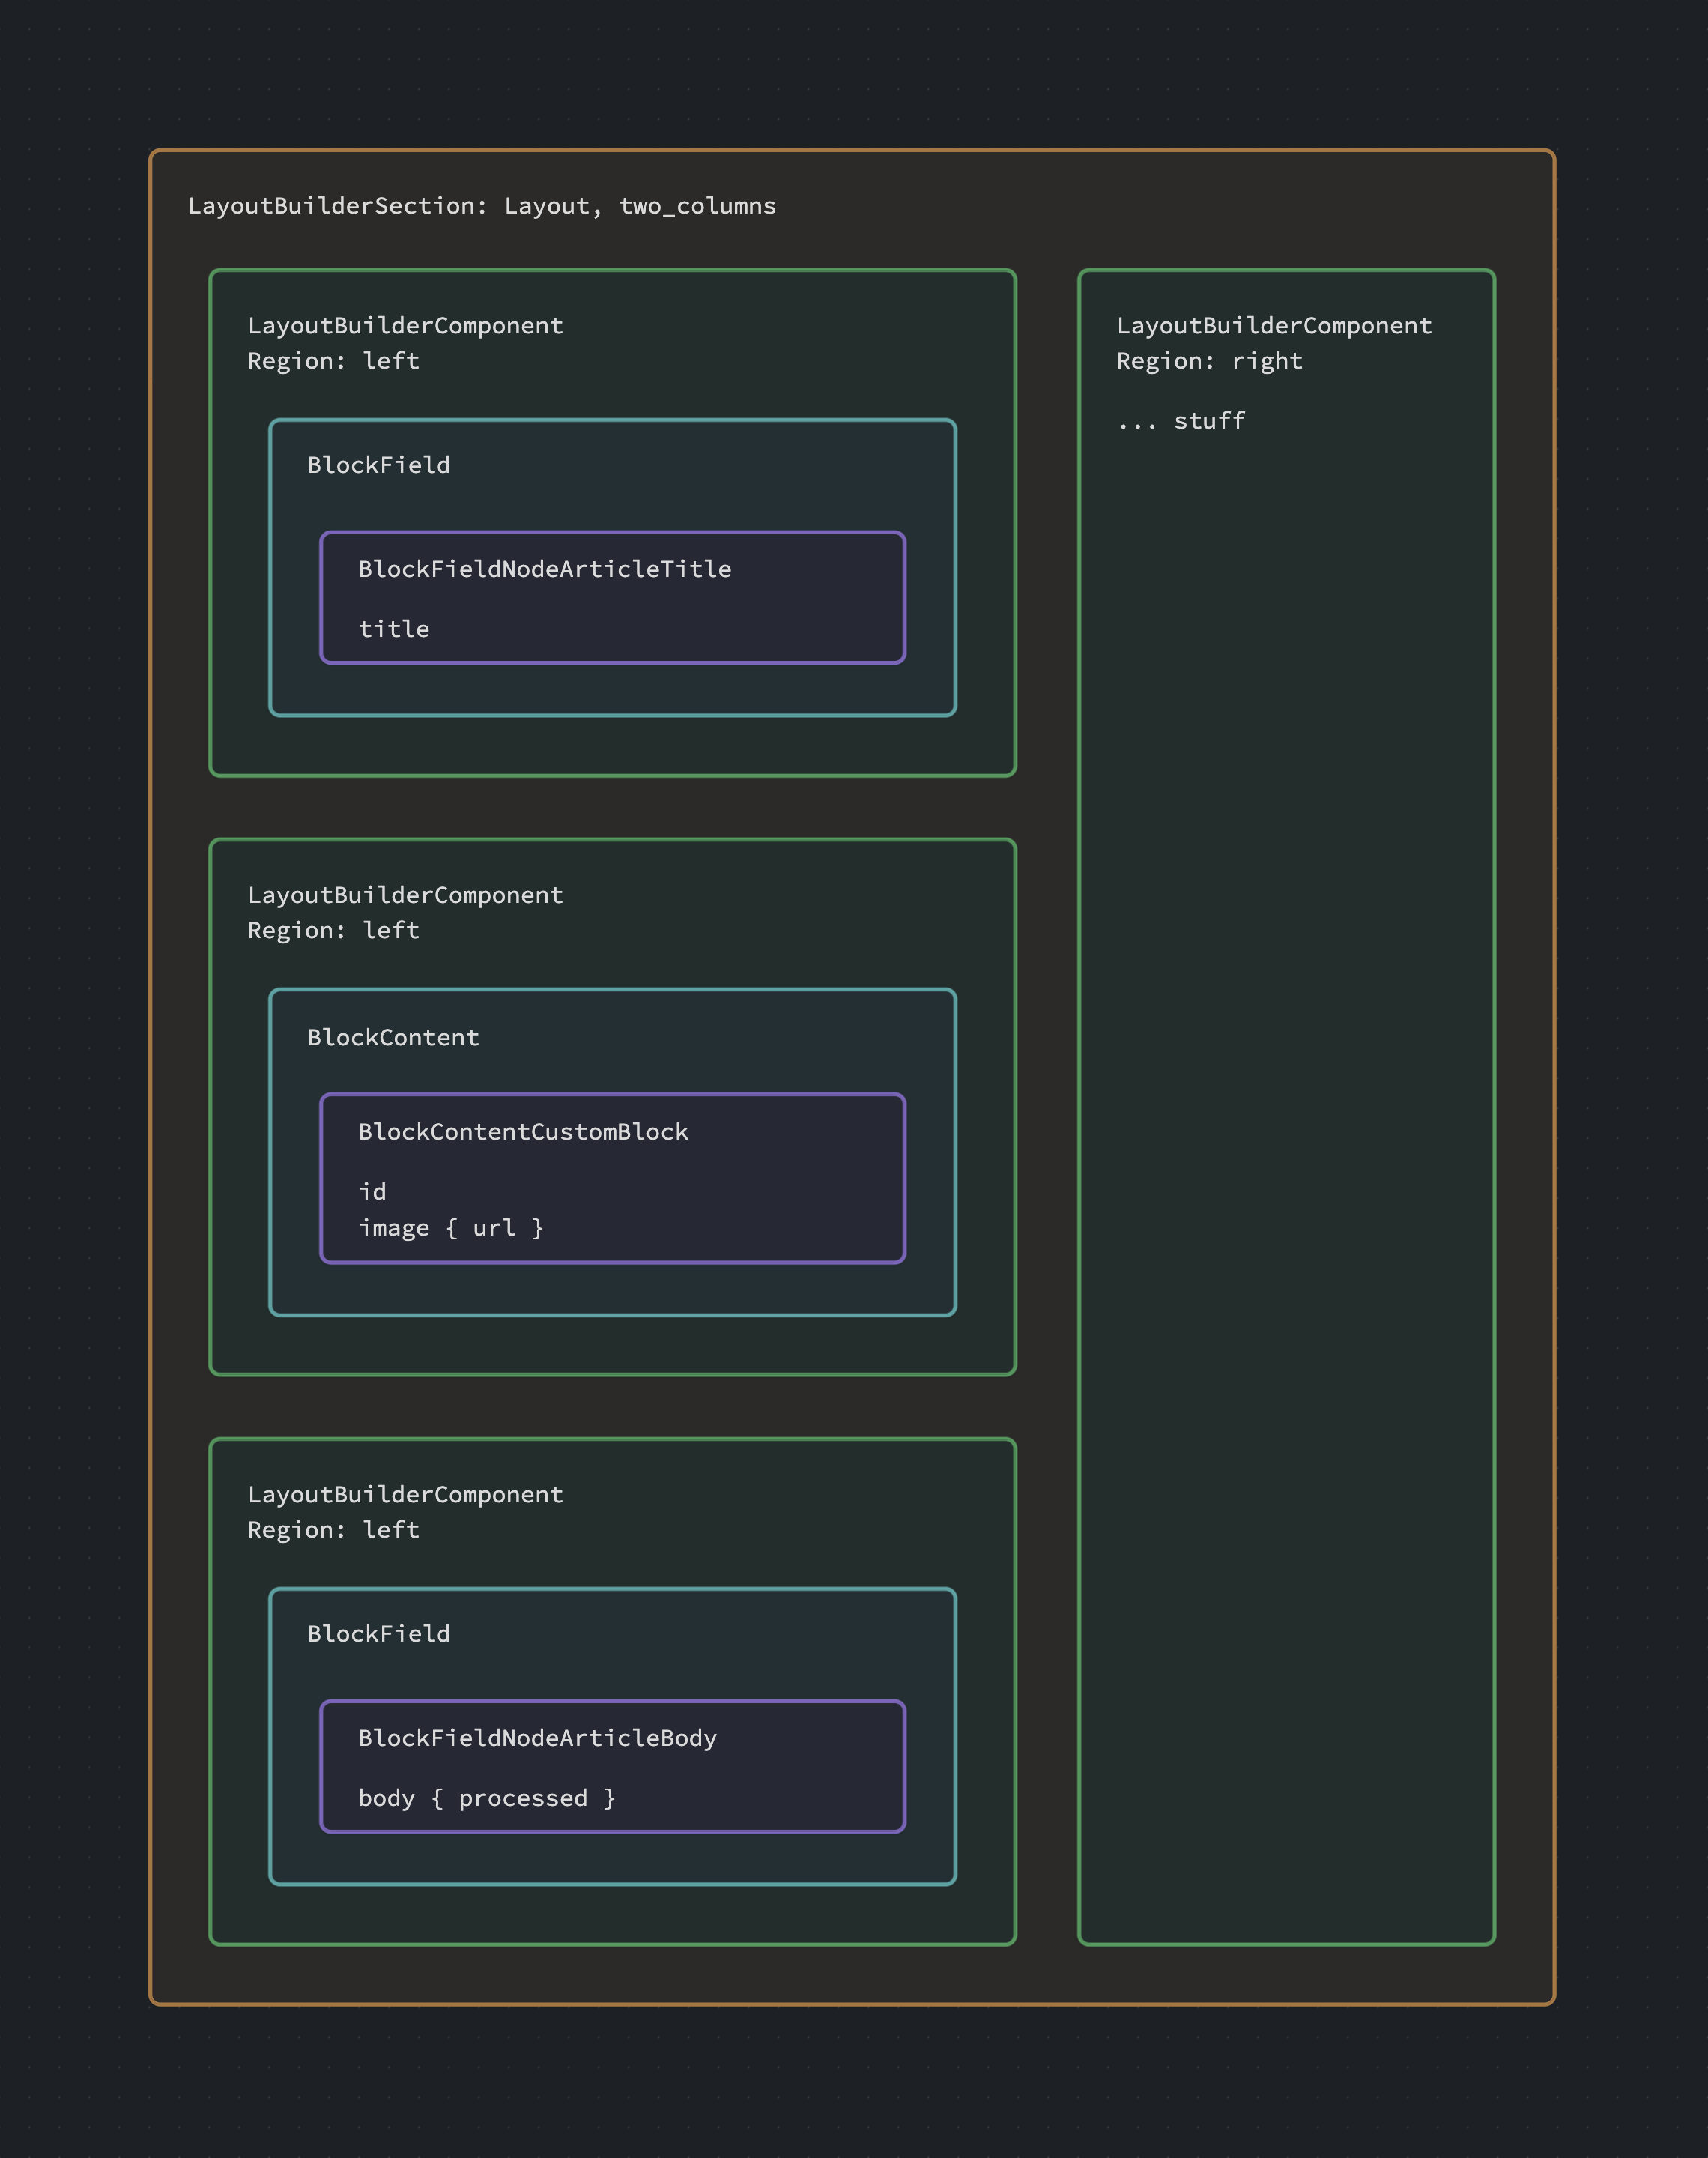 LayoutBuilderSection: Layout, two_columns
LayoutBuilderComponent
Region: left
BlockField
BlockFieldNodeArticleTitle
title
LayoutBuilderComponent
Region: left
BlockContent
BlockContentCustomBlock
id
image { url }
LayoutBuilderComponent
Region: left
BlockField
BlockFieldNodeArticleBody
body { processed }
LayoutBuilderComponent
Region: right
... stuff